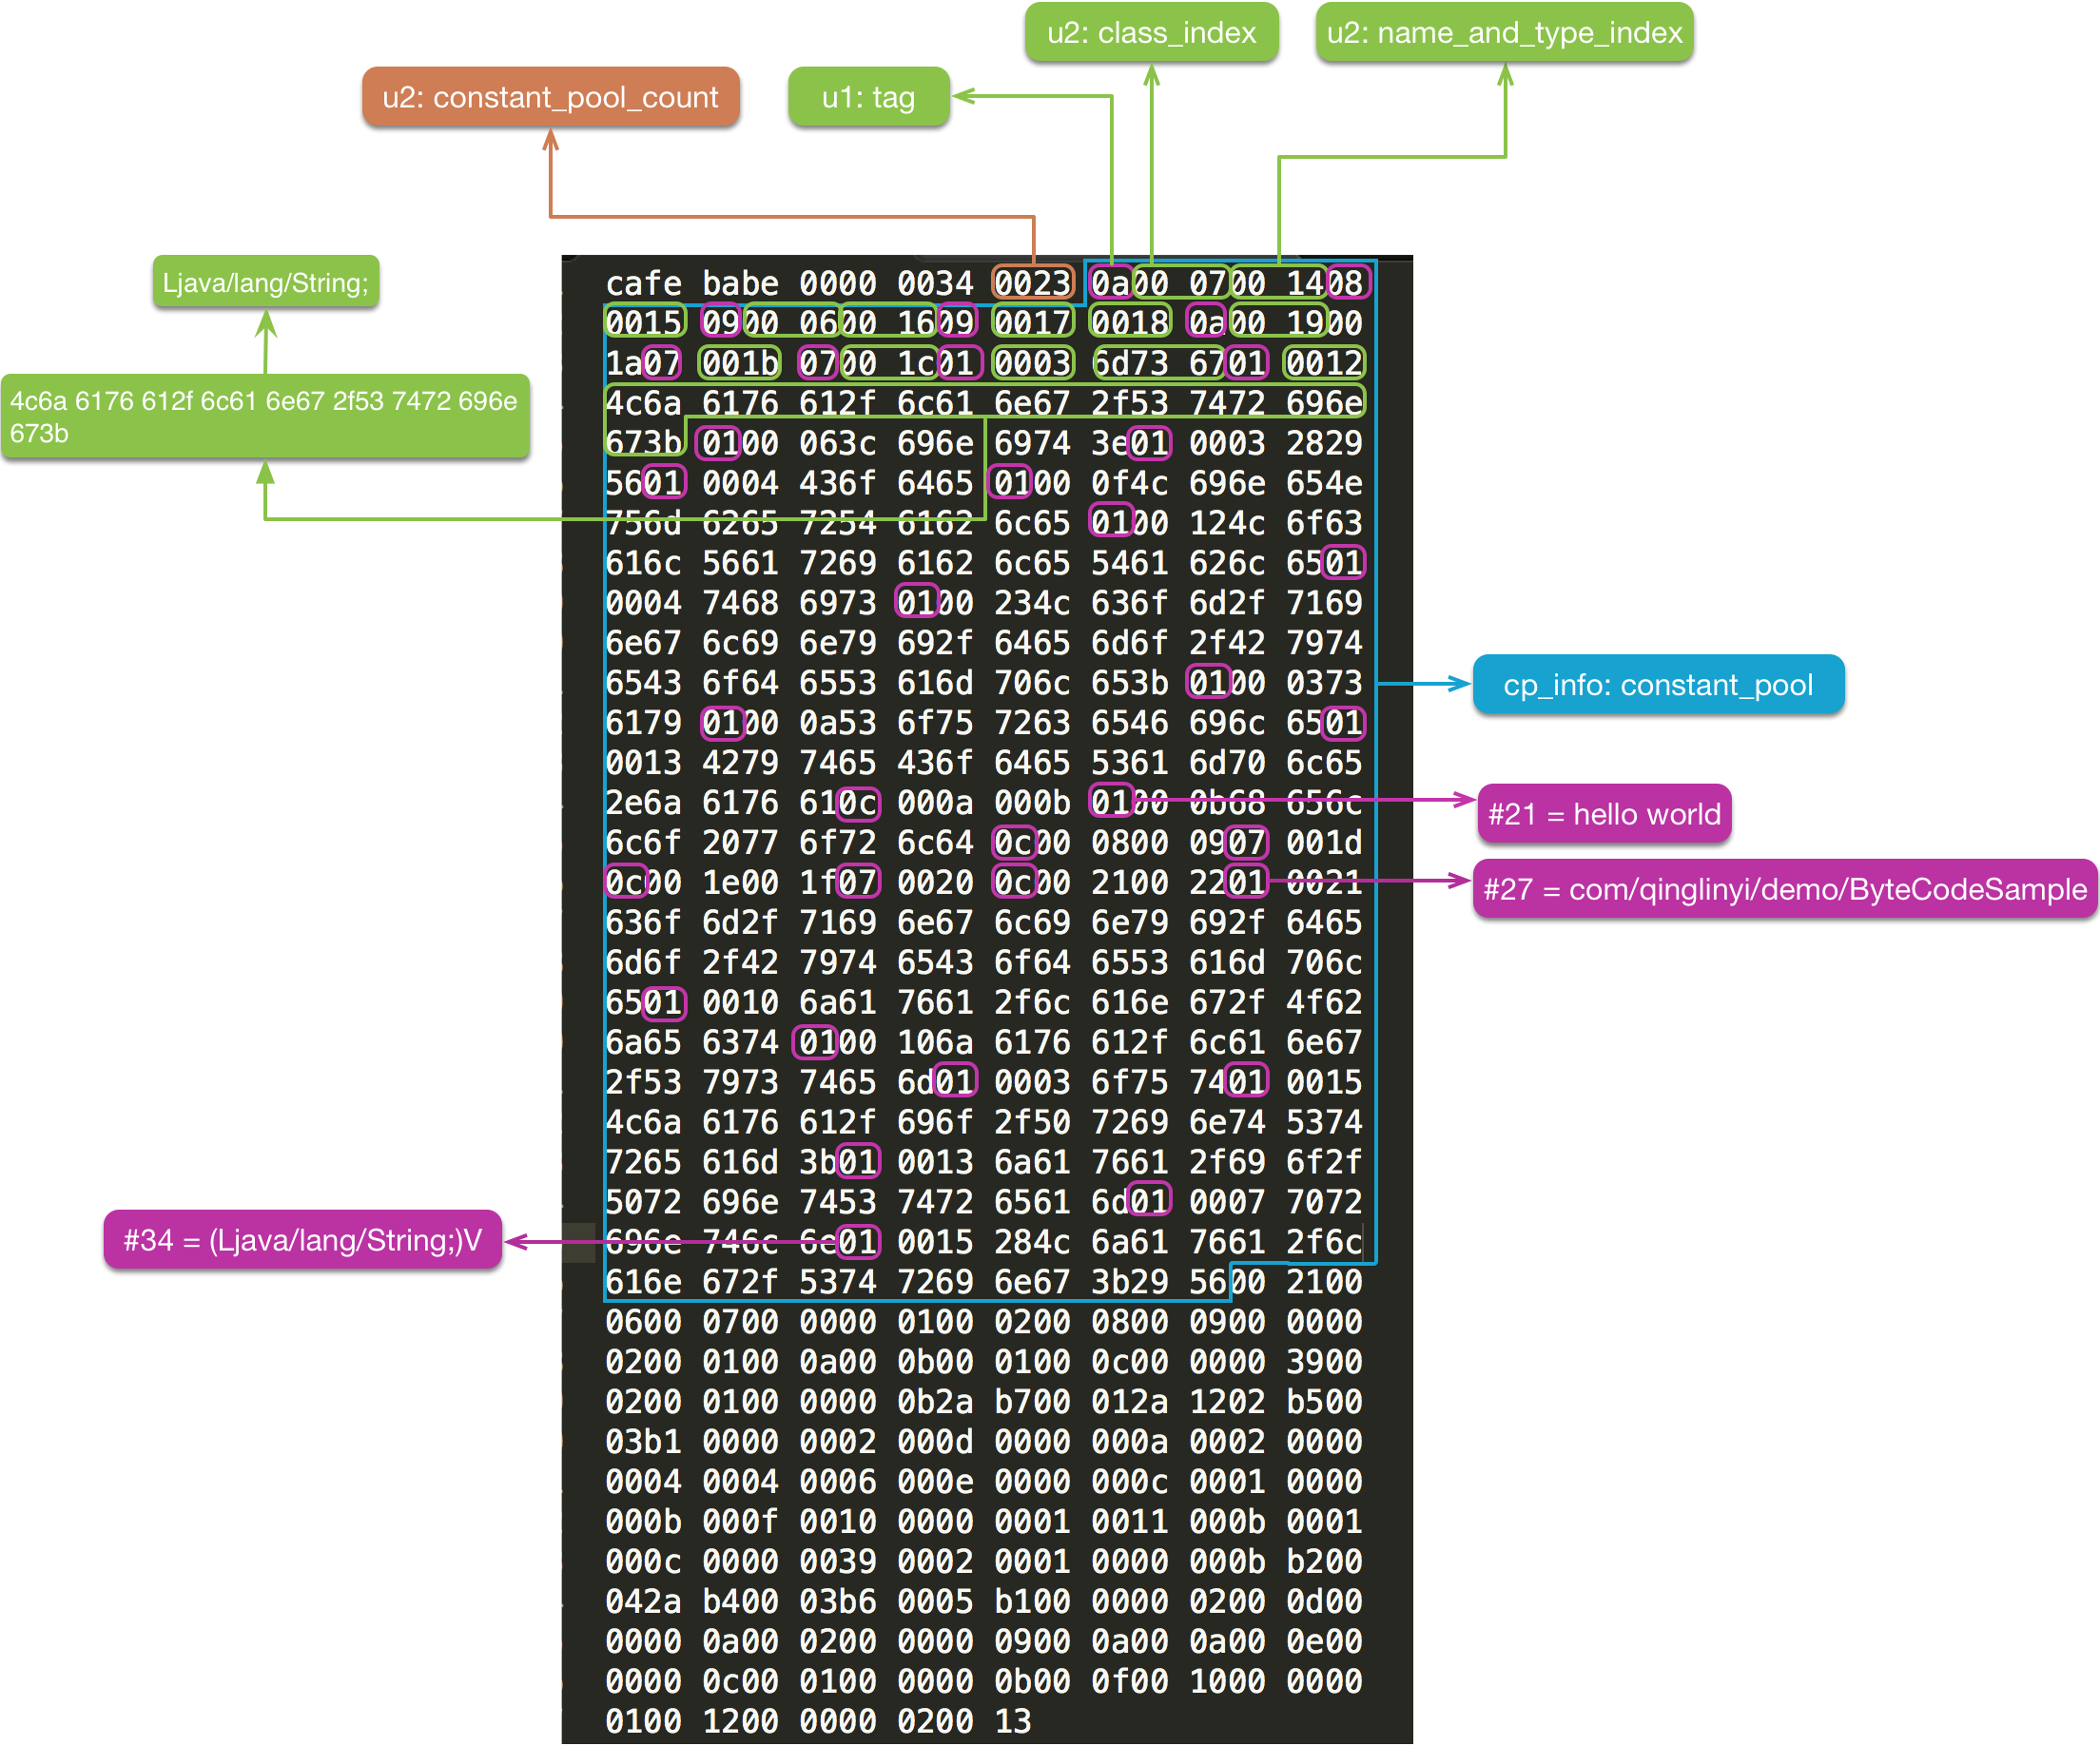 u2: class_index
u2: name_and_type_index
u2: constant_pool_count
u1: tag
Ljava/lang/String;
4c6a 6176 612f 6c61 6e67 2f53 7472 696e
673b
cafe babe 0000 0034 0023 0a00 0700 1408
0015 0900 0600 1609 0017 0018 0a00 1900
1a07 001b 0700 1c01 0003 6d73 6701 0012
4c6a 6176 612f 6c61 6e67 2f53 7472 696e
673b 0100 063c 696e 6974 3e01 0003 2829
5601 0004 436f 6465 0100 0f4c 696e 654e
756d 6265 7254 6162 6c65 0100 124c 6f63
616c 5661 7269 6162 6c65 5461 626c 6501
0004 7468 6973 0100 234c 636f 6d2f 7169
6e67 6c69 6e79 692f 6465 6d6f 2f42 7974
6543 6f64 6553 616d 706c 653b 0100 0373
6179 0100 0a53 6f75 7263 6546 696c 6501
0013 4279 7465 436f 6465 5361 6d70 6c65
2e6a 6176 610c 000a 000b 0100 0b68 656c
6c6f 2077 6f72 6c64 0c00 0800 0907 001d
0c00 1e00 1f07 0020 0c00 2100 2201 0021
636f 6d2f 7169 6e67 6c69 6e79 692f 6465
6d6f 2f42 7974 6543 6f64 6553 616d 706c
6501 0010 6a61 7661 2f6c 616e 672f 4f62
6a65 6374 0100 106a 6176 612f 6c61 6e67
2f53 7973 7465 6d01 0003 6f75 7401 0015
4c6a 6176 612f 696f 2f50 7269 6e74 5374
7265 616d 3b01 0013 6a61 7661 2f69 6f2f
5072 696e 7453 7472 6561 6d01 0007 7072
696e 746c 6e01 0015 284c 6a61 7661 2f6c
616e 672f 5374 7269 6e67 3b29 5600 2100
0600 0700 0000 0100 0200 0800 0900 0000
0200 0100 0a00 0b00 0100 0c00 0000 3900
0200 0100 0000 0b2a b700 012a 1202 b500
03b1 0000 0002 000d 0000 000a 0002 0000
0004 0004 0006 000e 0000 000c 0001 0000
000b 000f 0010 0000 0001 0011 000b 0001
000c 0000 0039 0002 0001 0000 000b b200
042a b400 03b6 0005 b100 0000 0200 0d00
0000 0a00 0200 0000 0900 0a00 0a00 0e00
0000 0c00 0100 0000 0b00 0f00 1000 0000
0100 1200 0000 0200 13
cp_info: constant_pool
#21 = hello world
#27 = com/qinglinyi/demo/ByteCodeSample
#34 = (Ljava/lang/String;)V